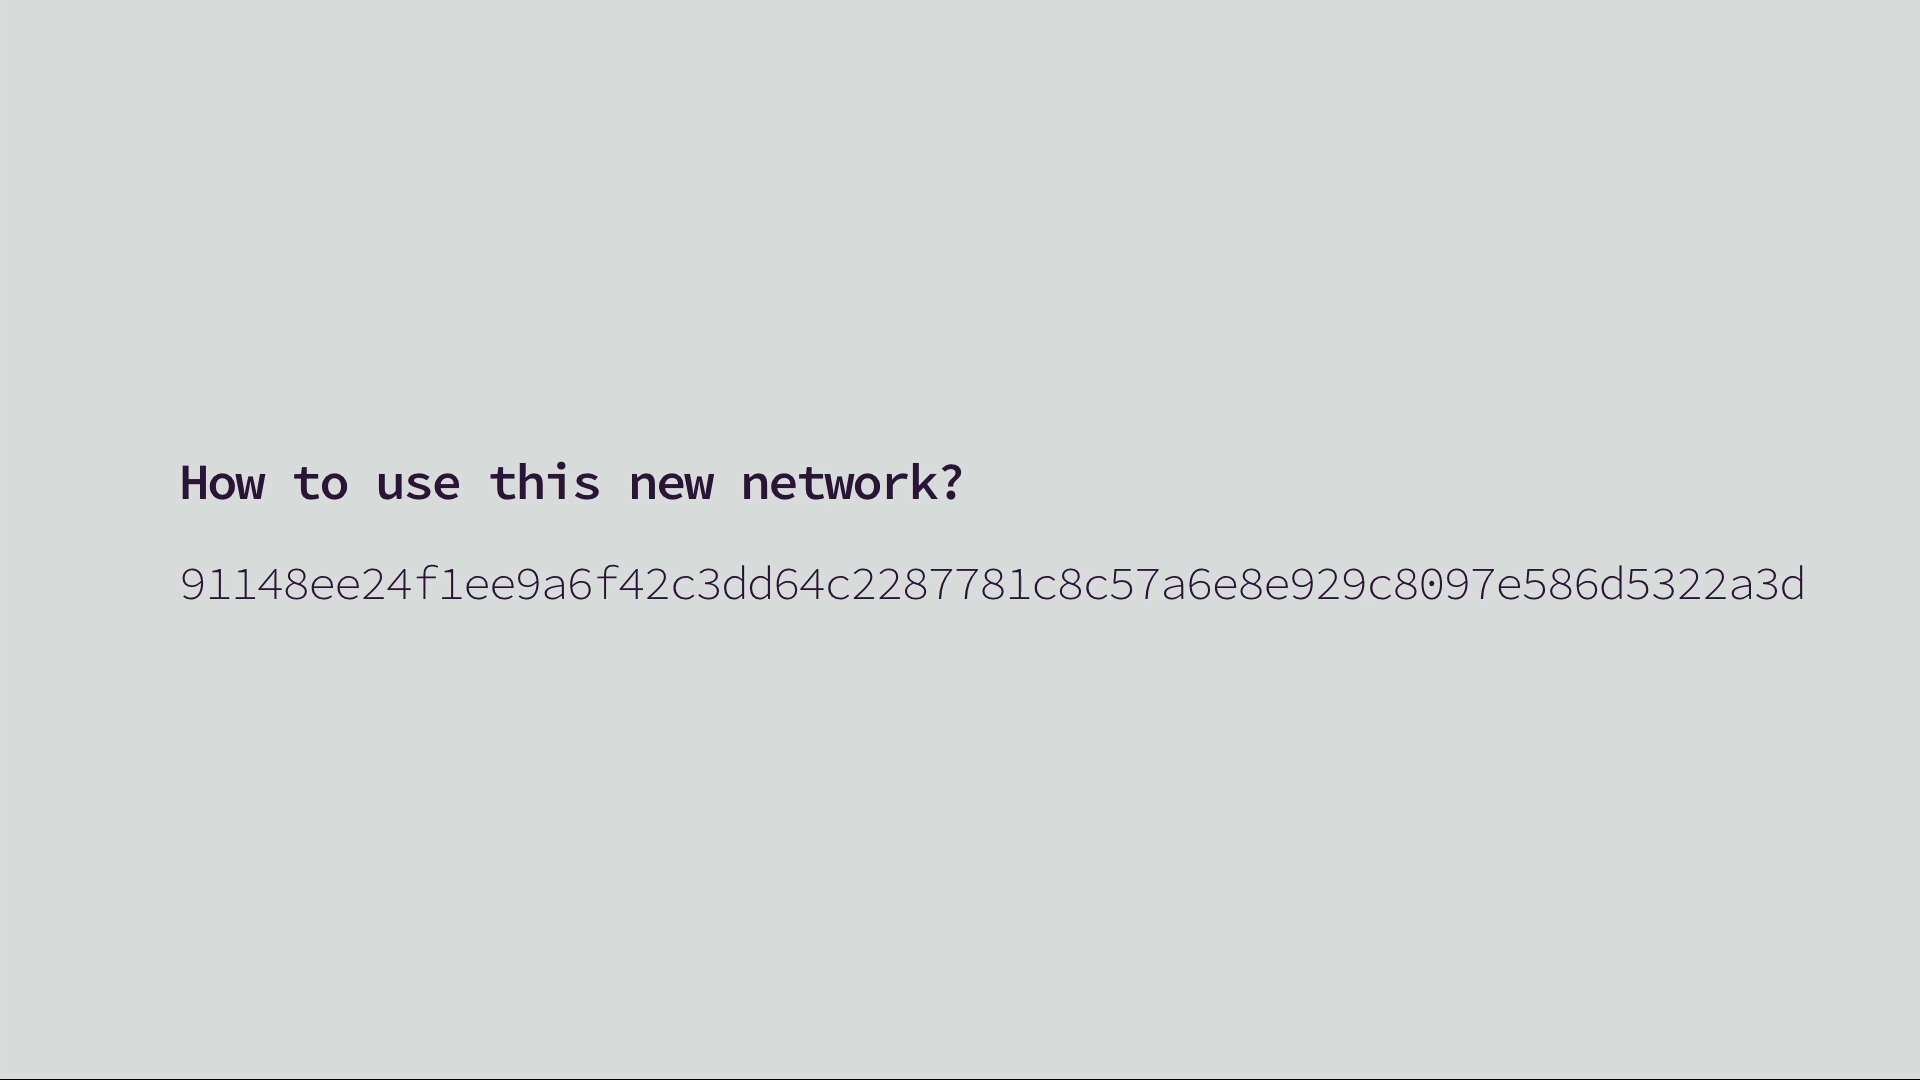 How to use this new network?
91148ee24f1ee9a6f42c3dd64c2287781c8c57a6e8e929c8097e586d5322a3d